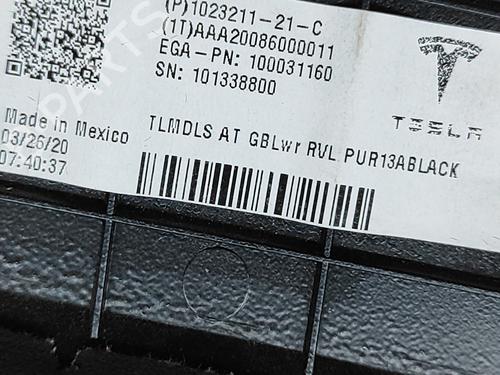 (P)1023211-21-C
(1T)AAA20086000011
EGA-PN: 100031160
SN: 101338800
TESLA
Made in Mexico
03/26/20
07:40:37
TLMDLS AT GBLwr RVL PUR13ABLACK